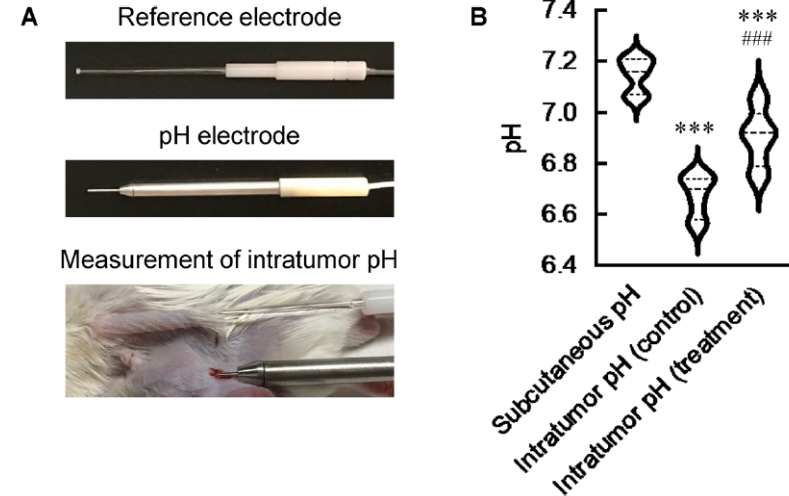 A
Reference electrode
pH electrode
Measurement of intratumor pH
B
pH
7.4
7.2
7.0
6.8
6.6
6.4
***
***
###
Subcutaneous pH
Intratumor pH (control)
Intratumor pH (treatment)